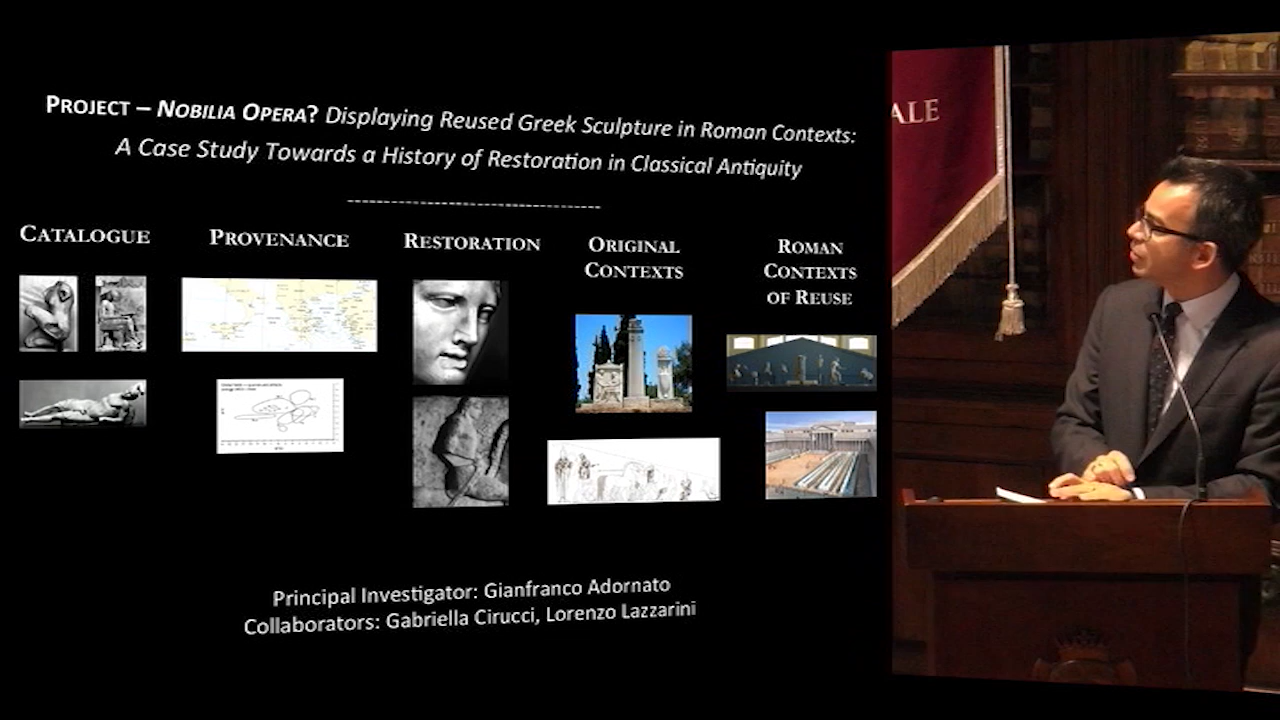 PROJECT – NOBILIA OPERA? Displaying Reused Greek Sculpture in Roman Contexts:
A Case Study Towards a History of Restoration in Classical Antiquity
----------------------------------
CATALOGUE
PROVENANCE
RESTORATION
ORIGINAL
CONTEXTS
ROMAN
CONTEXTS
OF REUSE
Principal Investigator: Gianfranco Adornato
Collaborators: Gabriella Cirucci, Lorenzo Lazzarini
ALE